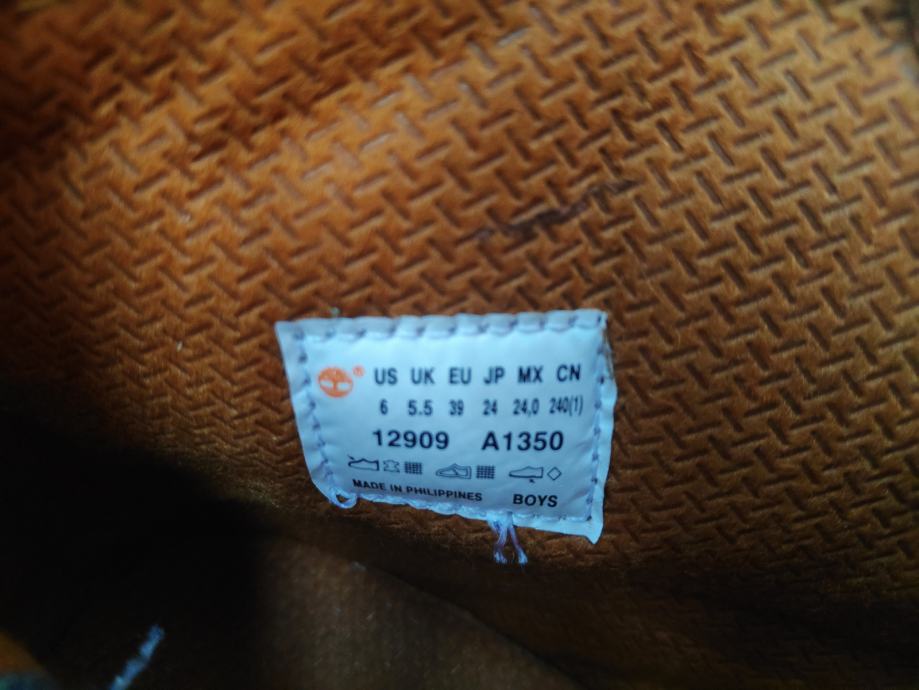 ® US UK EU JP MX CN
6 5.5 39 24 24,0 240(1)
12909 A1350
MADE IN PHILIPPINES BOYS